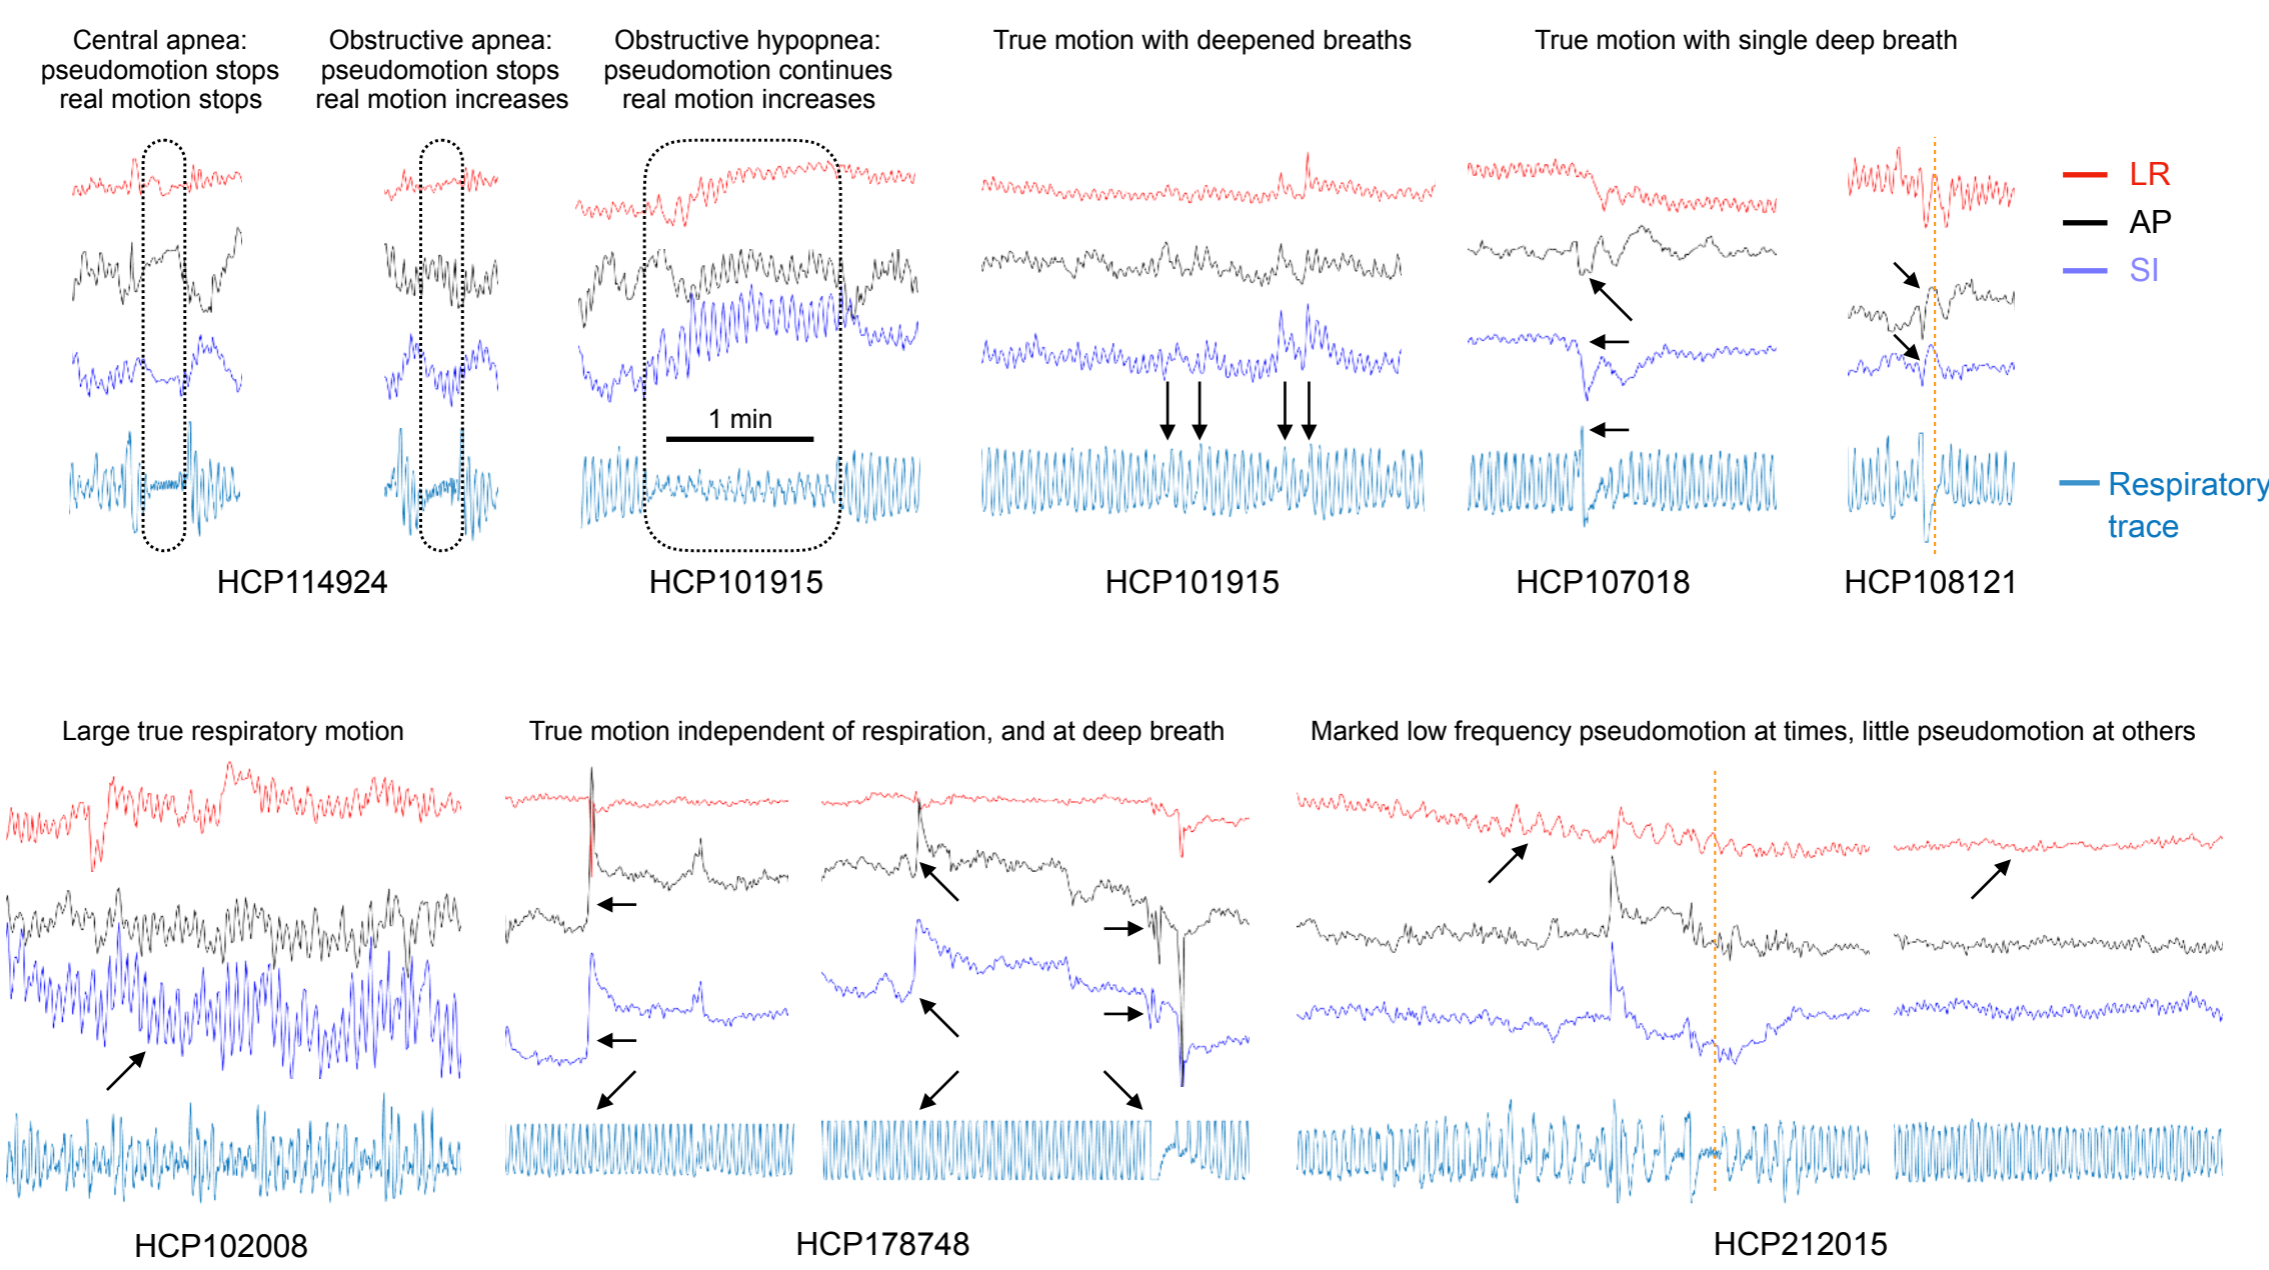 Central apnea:
pseudomotion stops
real motion stops
Obstructive apnea:
pseudomotion stops
real motion increases
Obstructive hypopnea:
pseudomotion continues
real motion increases
True motion with deepened breaths
True motion with single deep breath
LR
AP
SI
1 min
Respiratory
trace
HCP114924
HCP101915
HCP101915
HCP107018
HCP108121
Large true respiratory motion
True motion independent of respiration, and at deep breath
Marked low frequency pseudomotion at times, little pseudomotion at others
HCP102008
HCP178748
HCP212015